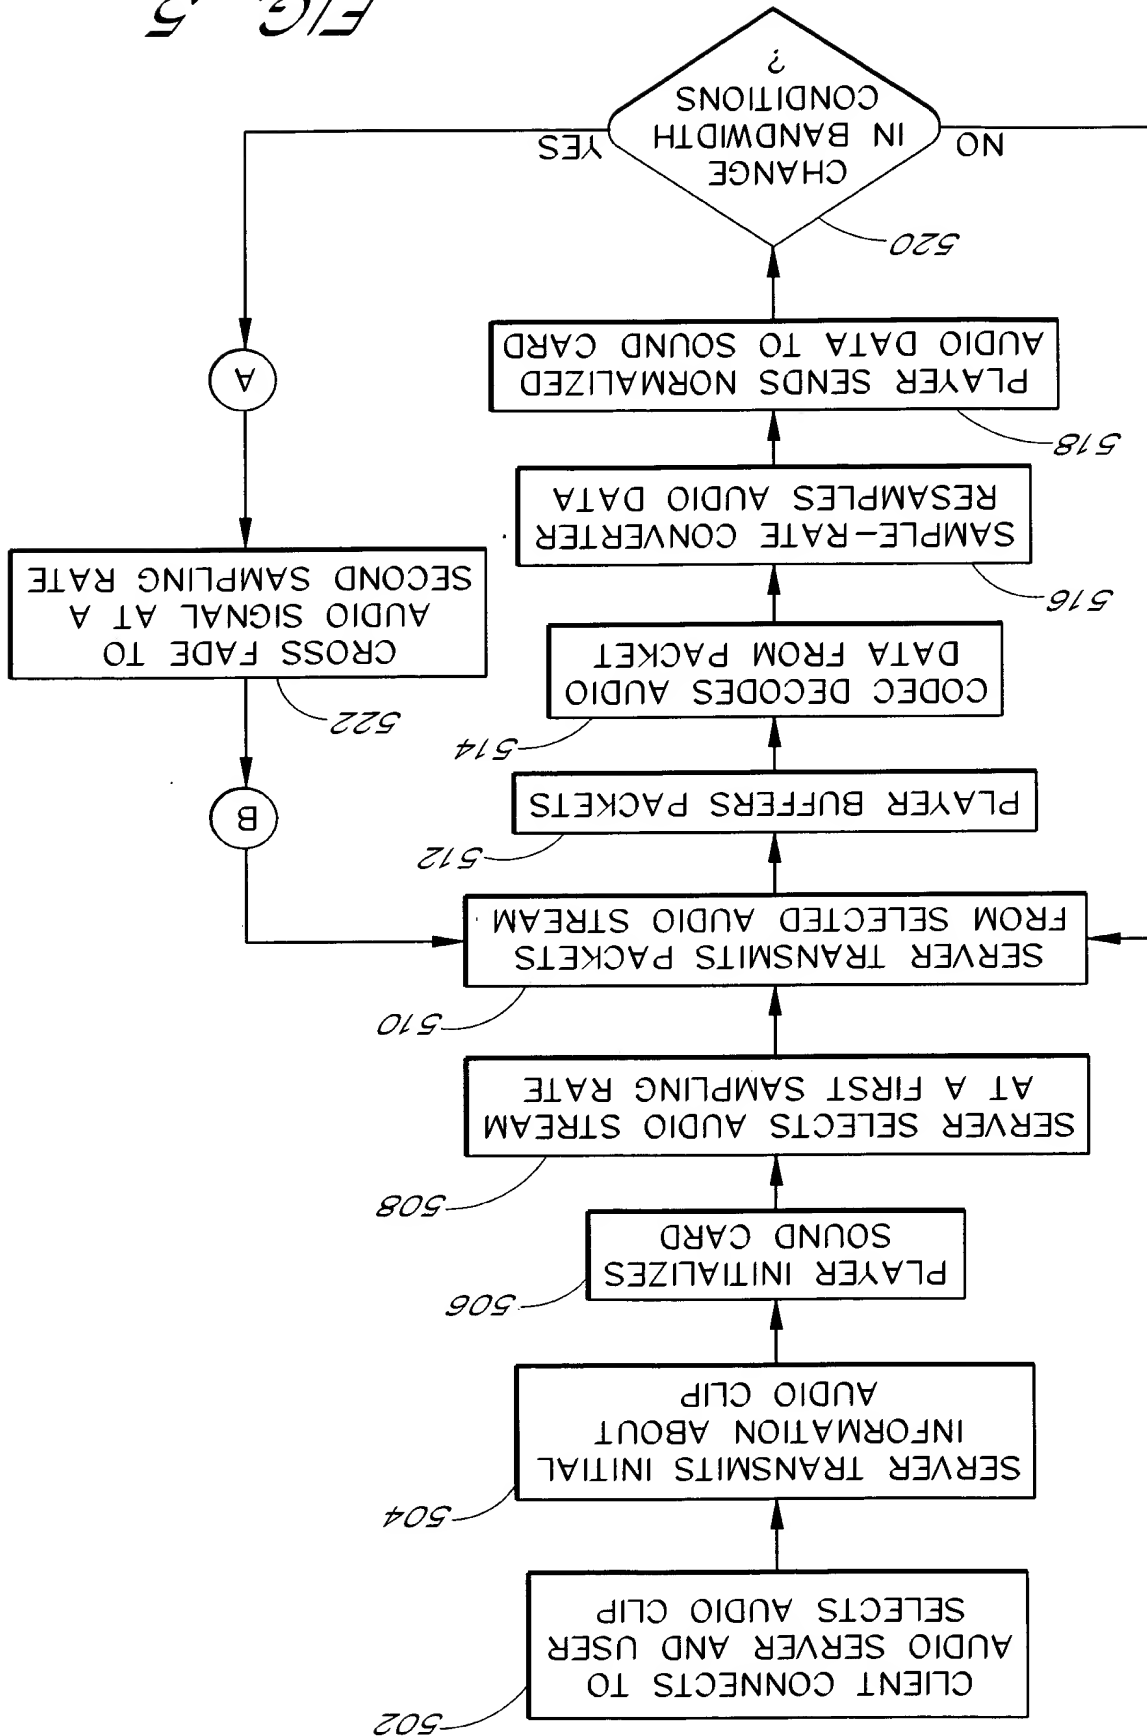 502
CLIENT CONNECTS TO
AUDIO SERVER AND USER
SELECTS AUDIO CLIP
504
SERVER TRANSMITS INITIAL
INFORMATION ABOUT
AUDIO CLIP
506
PLAYER INITIALIZES
SOUND CARD
508
SERVER SELECTS AUDIO STREAM
AT A FIRST SAMPLING RATE
510
SERVER TRANSMITS PACKETS
FROM SELECTED AUDIO STREAM
512
PLAYER BUFFERS PACKETS
B
514
CODEC DECODES AUDIO
DATA FROM PACKET
522
CROSS FADE TO
AUDIO SIGNAL AT A
SECOND SAMPLING RATE
516
SAMPLE-RATE CONVERTER
RESAMPLES AUDIO DATA
518
PLAYER SENDS NORMALIZED
AUDIO DATA TO SOUND CARD
A
520
CHANGE
IN BANDWIDTH
CONDITIONS
?
NO
YES
FIG. 5